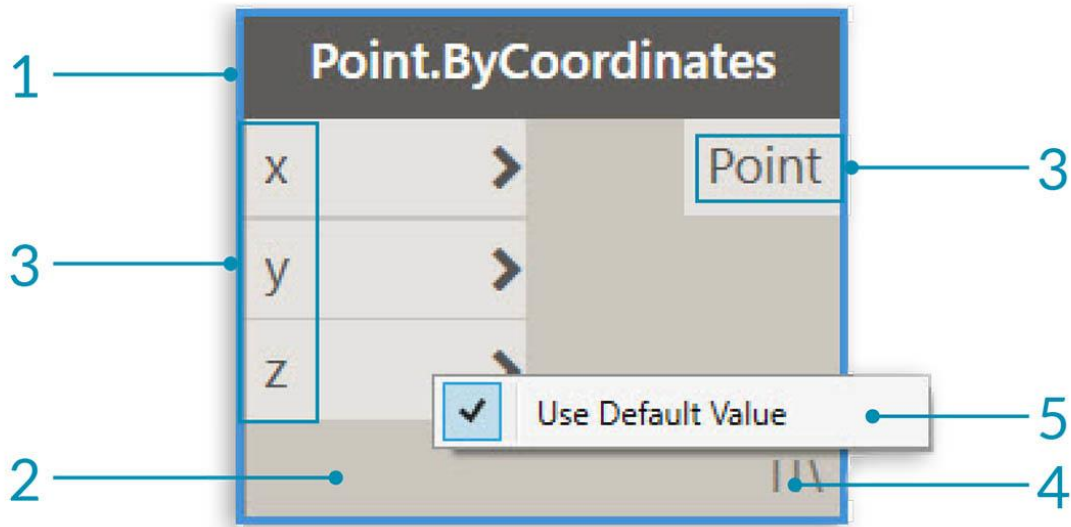 Point.ByCoordinates
1
x
Point
3
3
y
z
Use Default Value
5
2
4